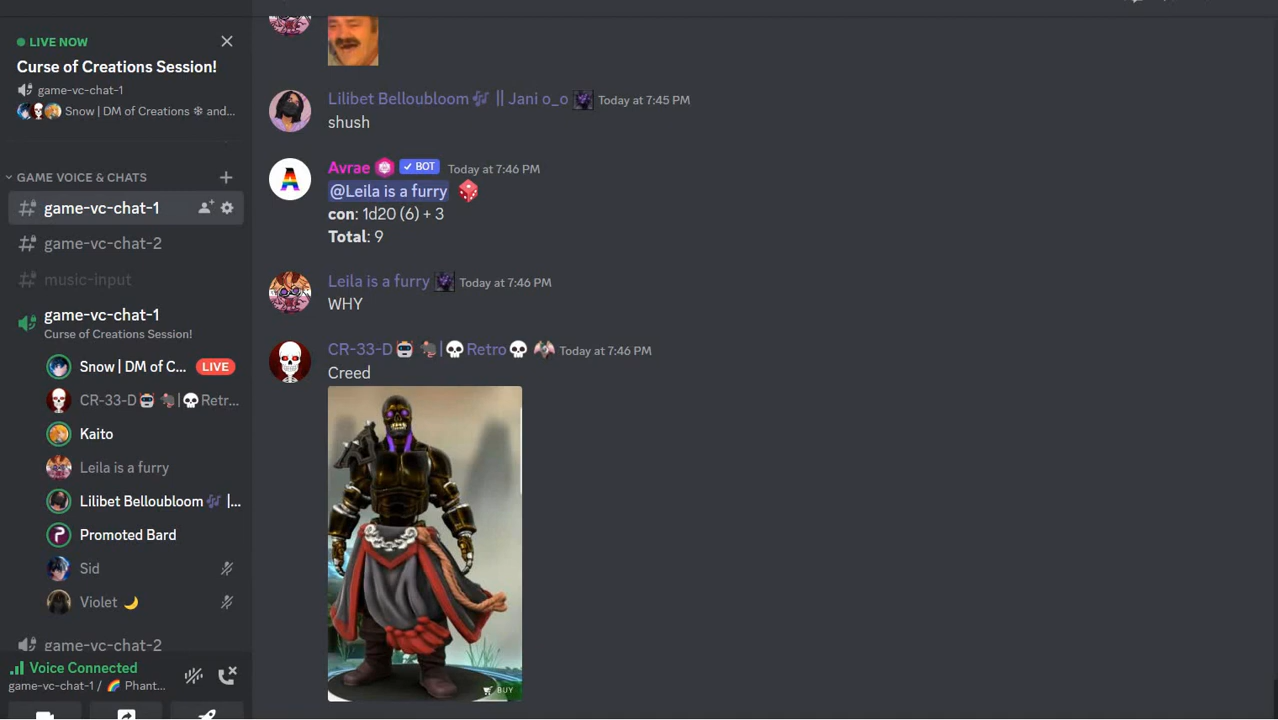 LIVE NOW
Curse of Creations Session!
game-vc-chat-1
Snow | DM of Creations ❄ and...
GAME VOICE & CHATS
game-vc-chat-1
game-vc-chat-2
music-input
game-vc-chat-1
Curse of Creations Session!
Snow | DM of C... LIVE
CR-33-D🤖 🐀|💀Retr...
Kaito
Leila is a furry
Lilibet Belloubloom 🎶 |...
Promoted Bard
Sid
Violet 🌙
game-vc-chat-2
Voice Connected
game-vc-chat-1 / 🌈 Phant...
Lilibet Belloubloom 🎶 || Jani o_o Today at 7:45 PM
shush
Avrae ✓ BOT Today at 7:46 PM
@Leila is a furry
con: 1d20 (6) + 3
Total: 9
Leila is a furry Today at 7:46 PM
WHY
CR-33-D🤖 🐀|💀Retro💀 Today at 7:46 PM
Creed
BUY